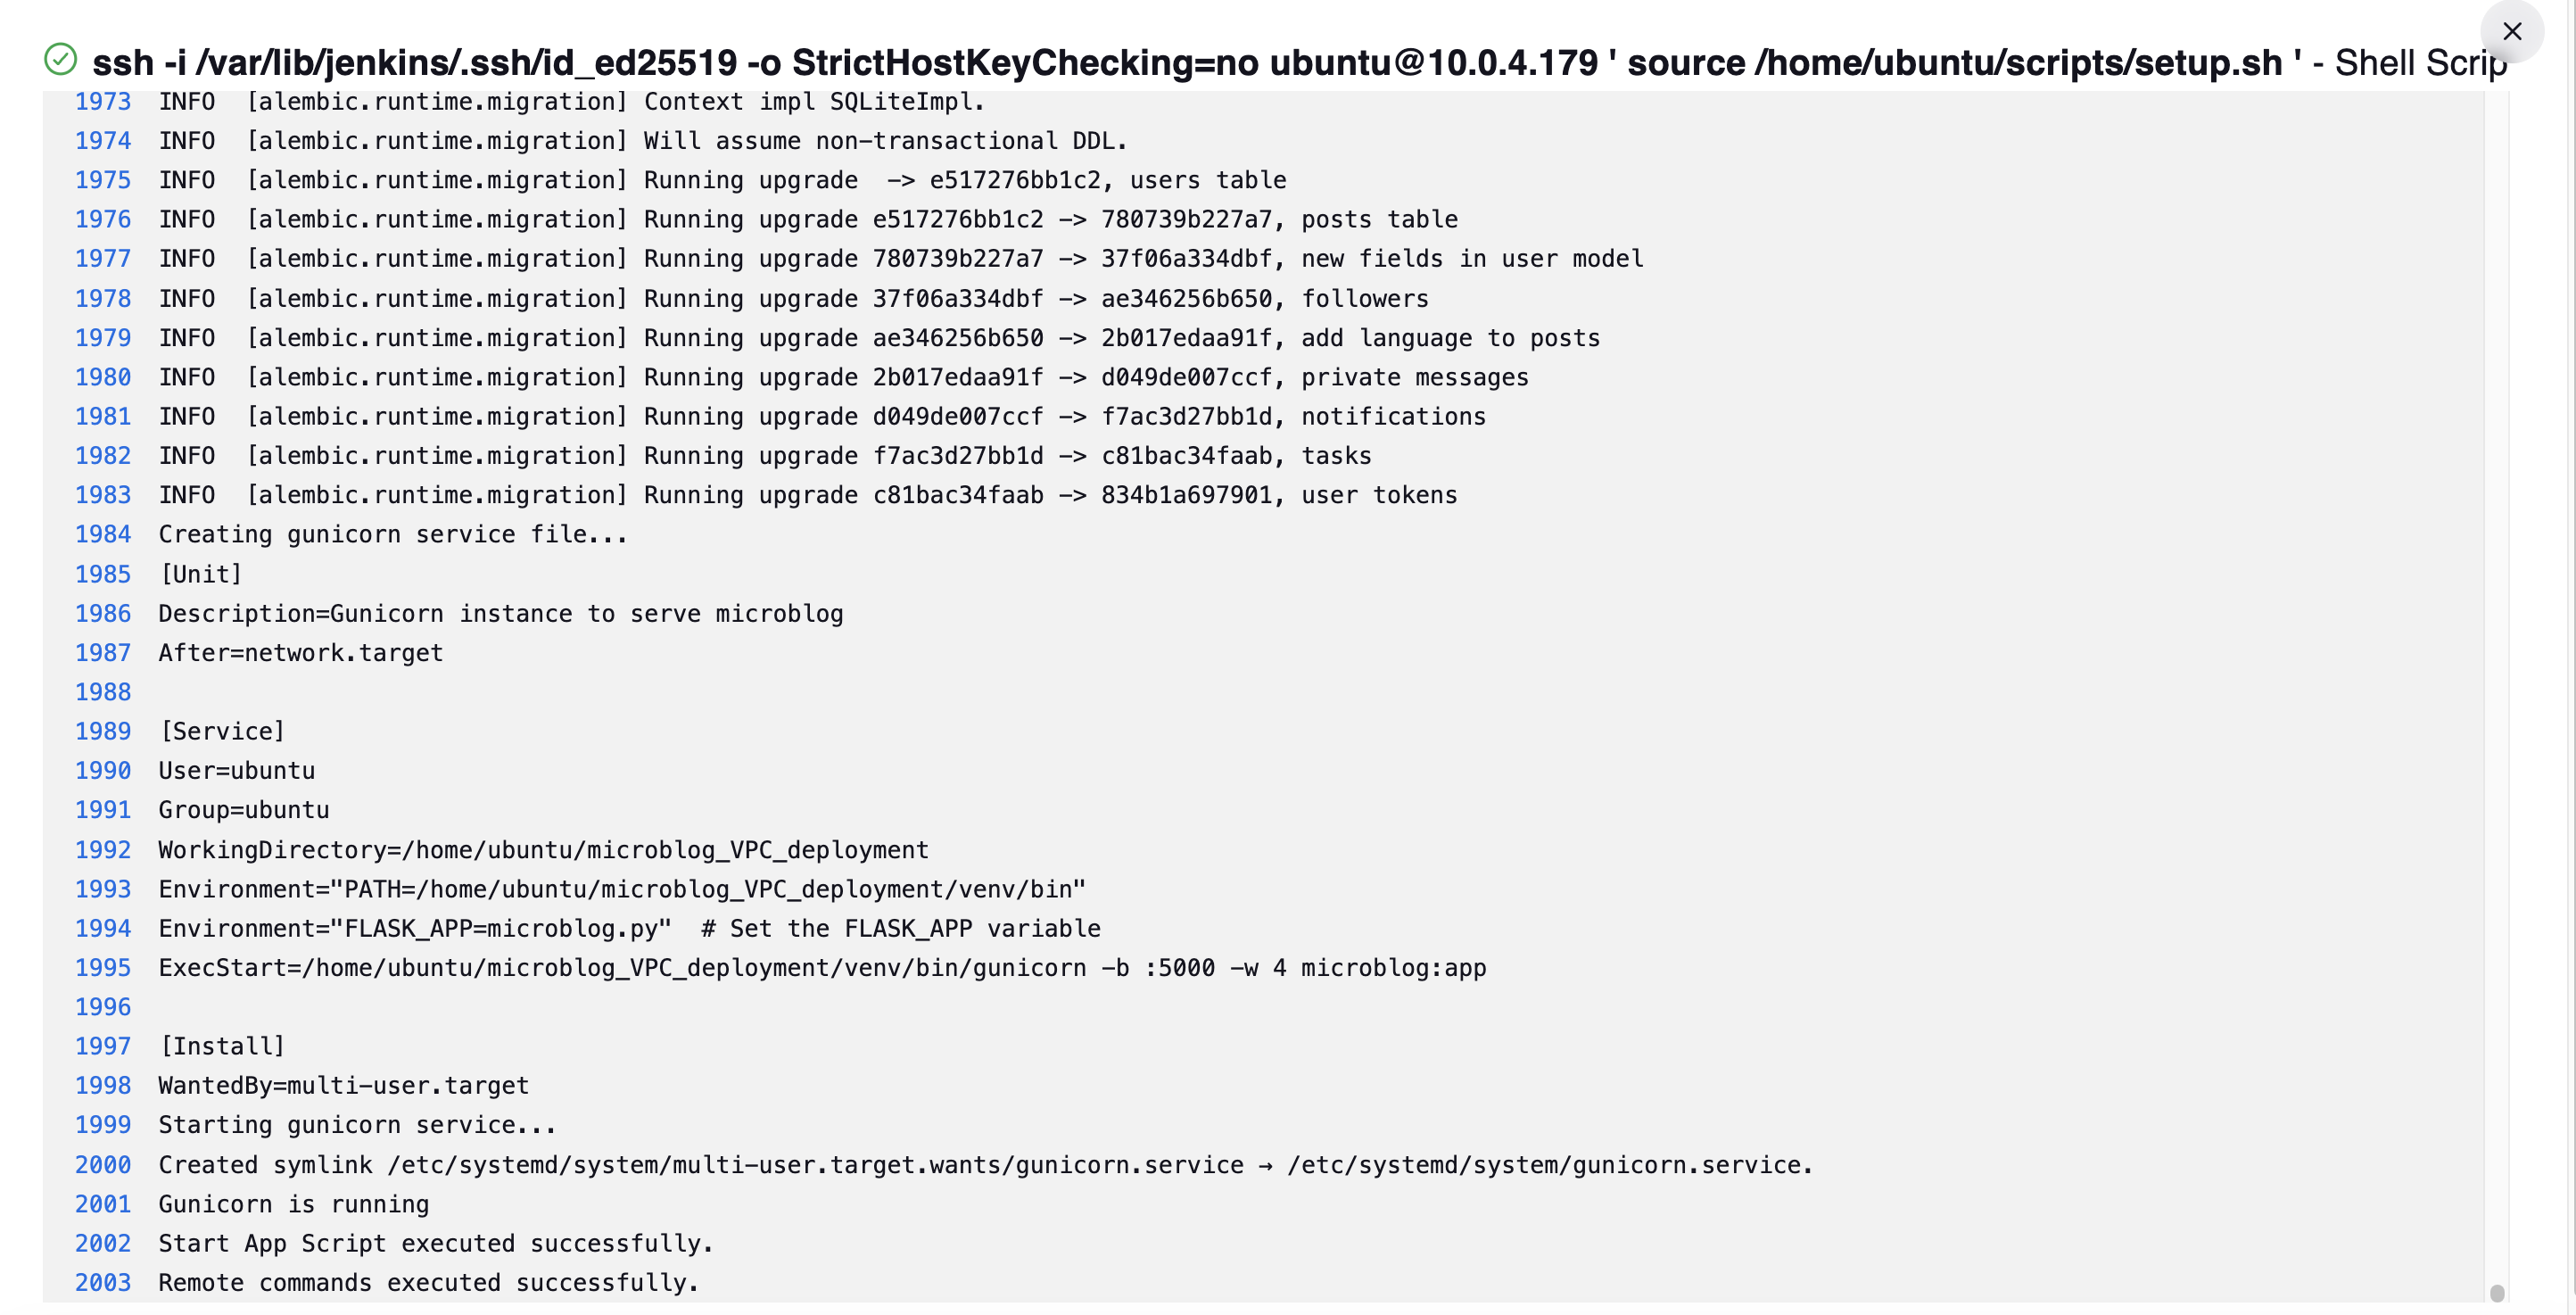 ssh -i /var/lib/jenkins/.ssh/id_ed25519 -o StrictHostKeyChecking=no ubuntu@10.0.4.179 ' source /home/ubuntu/scripts/setup.sh ' - Shell Scrip
1973 INFO  [alembic.runtime.migration] Context impl SQLiteImpl.
1974 INFO  [alembic.runtime.migration] Will assume non-transactional DDL.
1975 INFO  [alembic.runtime.migration] Running upgrade  -> e517276bb1c2, users table
1976 INFO  [alembic.runtime.migration] Running upgrade e517276bb1c2 -> 780739b227a7, posts table
1977 INFO  [alembic.runtime.migration] Running upgrade 780739b227a7 -> 37f06a334dbf, new fields in user model
1978 INFO  [alembic.runtime.migration] Running upgrade 37f06a334dbf -> ae346256b650, followers
1979 INFO  [alembic.runtime.migration] Running upgrade ae346256b650 -> 2b017edaa91f, add language to posts
1980 INFO  [alembic.runtime.migration] Running upgrade 2b017edaa91f -> d049de007ccf, private messages
1981 INFO  [alembic.runtime.migration] Running upgrade d049de007ccf -> f7ac3d27bb1d, notifications
1982 INFO  [alembic.runtime.migration] Running upgrade f7ac3d27bb1d -> c81bac34faab, tasks
1983 INFO  [alembic.runtime.migration] Running upgrade c81bac34faab -> 834b1a697901, user tokens
1984 Creating gunicorn service file...
1985 [Unit]
1986 Description=Gunicorn instance to serve microblog
1987 After=network.target
1988
1989 [Service]
1990 User=ubuntu
1991 Group=ubuntu
1992 WorkingDirectory=/home/ubuntu/microblog_VPC_deployment
1993 Environment="PATH=/home/ubuntu/microblog_VPC_deployment/venv/bin"
1994 Environment="FLASK_APP=microblog.py"  # Set the FLASK_APP variable
1995 ExecStart=/home/ubuntu/microblog_VPC_deployment/venv/bin/gunicorn -b :5000 -w 4 microblog:app
1996
1997 [Install]
1998 WantedBy=multi-user.target
1999 Starting gunicorn service...
2000 Created symlink /etc/systemd/system/multi-user.target.wants/gunicorn.service → /etc/systemd/system/gunicorn.service.
2001 Gunicorn is running
2002 Start App Script executed successfully.
2003 Remote commands executed successfully.